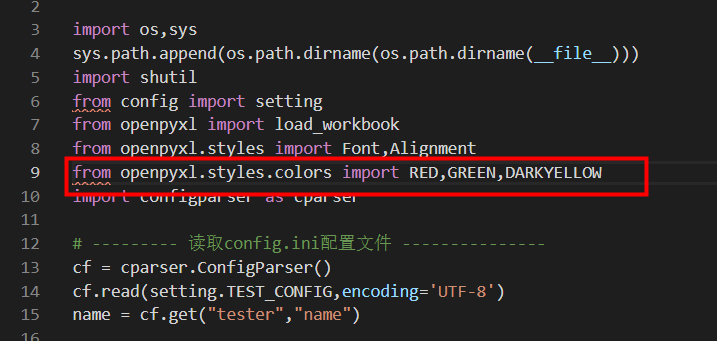 2
3 import os,sys
4 sys.path.append(os.path.dirname(os.path.dirname(__file__)))
5 import shutil
6 from config import setting
7 from openpyxl import load_workbook
8 from openpyxl.styles import Font,Alignment
9 from openpyxl.styles.colors import RED,GREEN,DARKYELLOW
10 import configparser as cparser
11
12 # --------- 读取config.ini配置文件 ---------------
13 cf = cparser.ConfigParser()
14 cf.read(setting.TEST_CONFIG,encoding='UTF-8')
15 name = cf.get("tester","name")
16